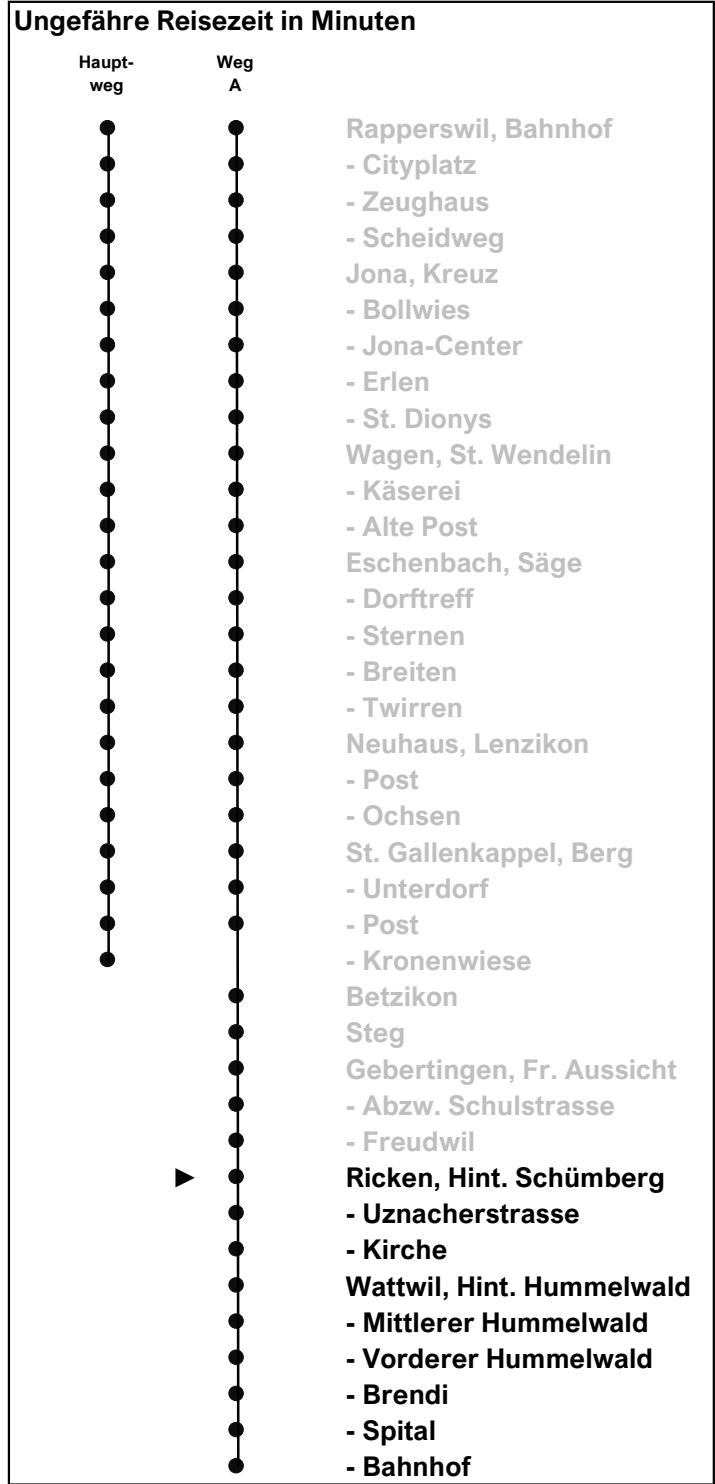 Ungefähre Reisezeit in Minuten
Haupt-
weg
Weg
A
Rapperswil, Bahnhof
- Cityplatz
- Zeughaus
- Scheidweg
Jona, Kreuz
- Bollwies
- Jona-Center
- Erlen
- St. Dionys
Wagen, St. Wendelin
- Käserei
- Alte Post
Eschenbach, Säge
- Dorftreff
- Sternen
- Breiten
- Twirren
Neuhaus, Lenzikon
- Post
- Ochsen
St. Gallenkappel, Berg
- Unterdorf
- Post
- Kronenwiese
Betzikon
Steg
Gebertingen, Fr. Aussicht
- Abzw. Schulstrasse
- Freudwil
Ricken, Hint. Schümberg
- Uznacherstrasse
- Kirche
Wattwil, Hint. Hummelwald
- Mittlerer Hummelwald
- Vorderer Hummelwald
- Brendi
- Spital
- Bahnhof